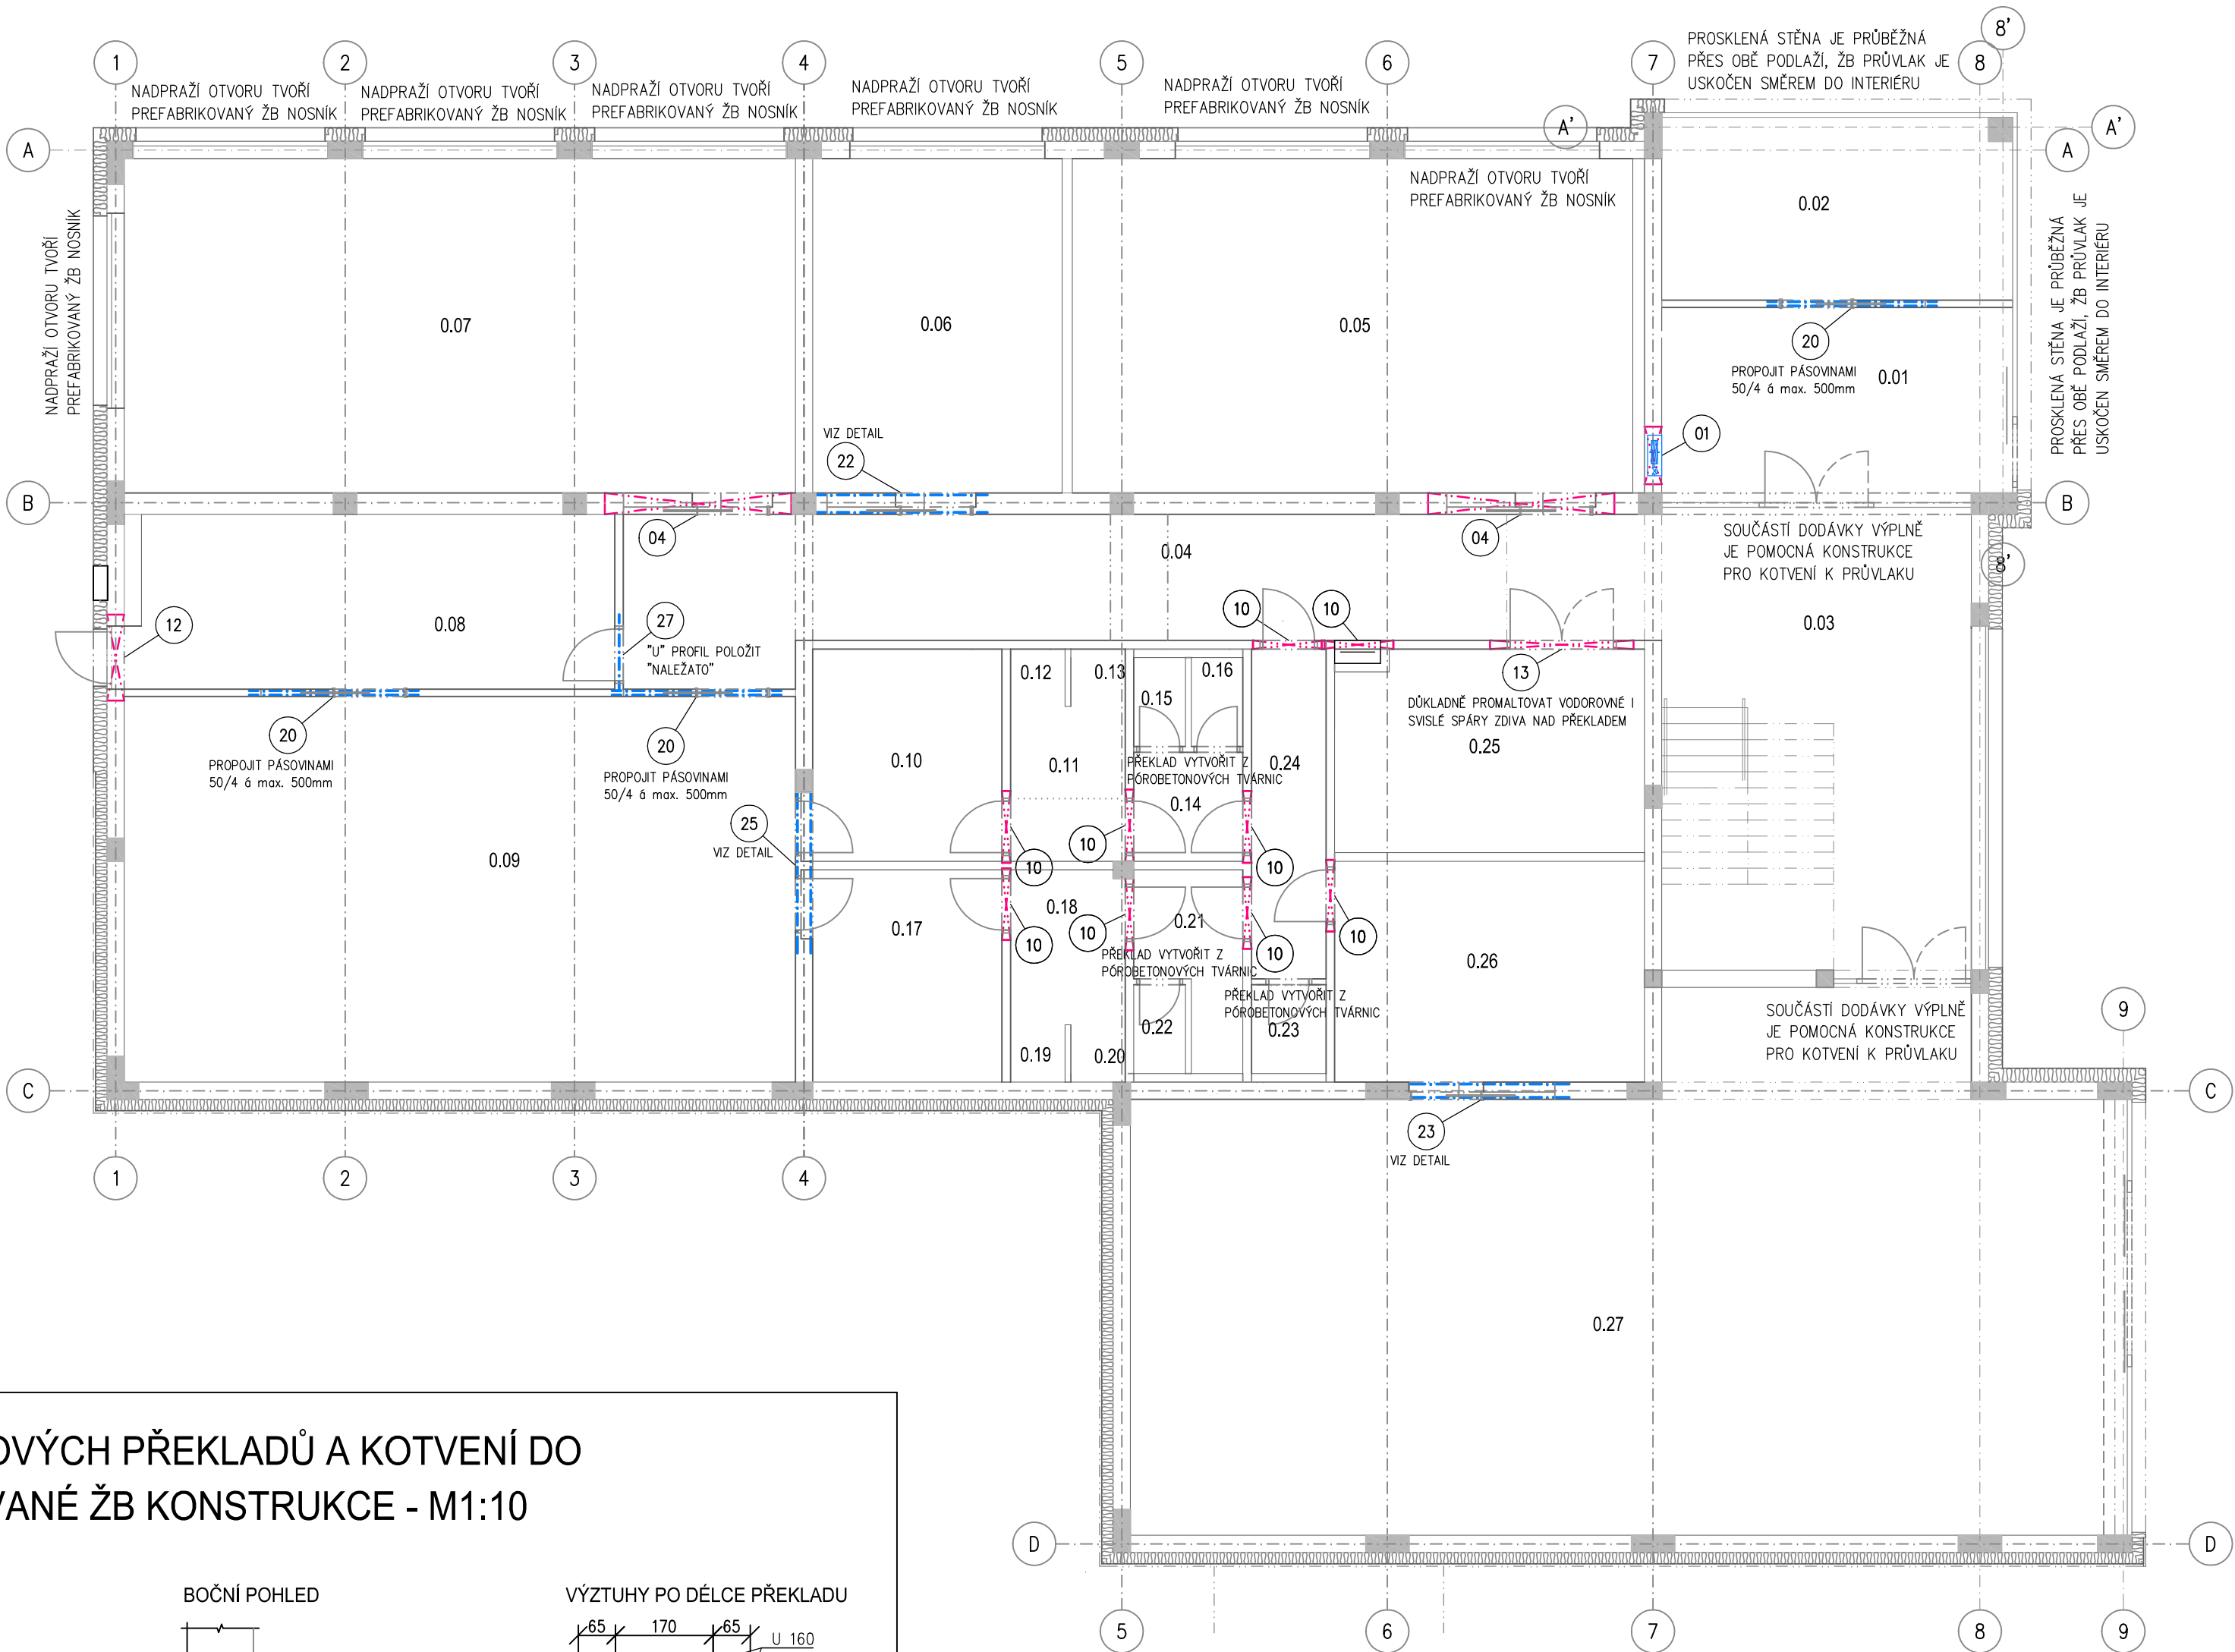 8'
1
2
3
4
5
6
7
8
PROSKLENÁ STĚNA JE PRŮBĚŽNÁ
PŘES OBĚ PODLAŽÍ, ŽB PRŮVLAK JE
USKOČEN SMĚREM DO INTERIÉRU
NADPRAŽÍ OTVORU TVOŘÍ
PREFABRIKOVANÝ ŽB NOSNÍK
NADPRAŽÍ OTVORU TVOŘÍ
PREFABRIKOVANÝ ŽB NOSNÍK
NADPRAŽÍ OTVORU TVOŘÍ
PREFABRIKOVANÝ ŽB NOSNÍK
NADPRAŽÍ OTVORU TVOŘÍ
PREFABRIKOVANÝ ŽB NOSNÍK
NADPRAŽÍ OTVORU TVOŘÍ
PREFABRIKOVANÝ ŽB NOSNÍK
A'
A'
A
A
NADPRAŽÍ OTVORU TVOŘÍ
PREFABRIKOVANÝ ŽB NOSNÍK
0.02
NADPRAŽÍ OTVORU TVOŘÍ
PREFABRIKOVANÝ ŽB NOSNÍK
PROSKLENÁ STĚNA JE PRŮBĚŽNÁ
PŘES OBĚ PODLAŽÍ, ŽB PRŮVLAK JE
USKOČEN SMĚREM DO INTERIÉRU
0.07
0.06
0.05
20
PROPOJIT PÁSOVINAMI
50/4 á max. 500mm
0.01
VIZ DETAIL
22
01
B
B
04
04
0.04
SOUČÁSTÍ DODÁVKY VÝPLNĚ
JE POMOCNÁ KONSTRUKCE
PRO KOTVENÍ K PRŮVLAKU
8'
12
0.08
27
"U" PROFIL POLOŽIT
"NALEŽATO"
10
10
0.03
0.12
0.13
0.15
0.16
13
DŮKLADNĚ PROMALTOVAT VODOROVNÉ I
SVISLÉ SPÁRY ZDIVA NAD PŘEKLADEM
20
PROPOJIT PÁSOVINAMI
50/4 á max. 500mm
20
PROPOJIT PÁSOVINAMI
50/4 á max. 500mm
0.10
0.11
PŘEKLAD VYTVOŘIT Z
PÓROBETONOVÝCH TVÁRNIC
0.24
0.25
0.14
25
VIZ DETAIL
0.09
10
10
10
0.17
0.18
10
10
0.21
10
10
PŘEKLAD VYTVOŘIT Z
PÓROBETONOVÝCH TVÁRNIC
0.26
PŘEKLAD VYTVOŘIT Z
PÓROBETONOVÝCH TVÁRNIC
0.22
0.23
0.19
0.20
SOUČÁSTÍ DODÁVKY VÝPLNĚ
JE POMOCNÁ KONSTRUKCE
PRO KOTVENÍ K PRŮVLAKU
9
C
C
23
VIZ DETAIL
1
2
3
4
0.27
OVÝCH PŘEKLADŮ A KOTVENÍ DO
VANÉ ŽB KONSTRUKCE - M1:10
D
D
BOČNÍ POHLED
VÝZTUHY PO DÉLCE PŘEKLADU
65
170
65
U 160
5
6
7
8
9